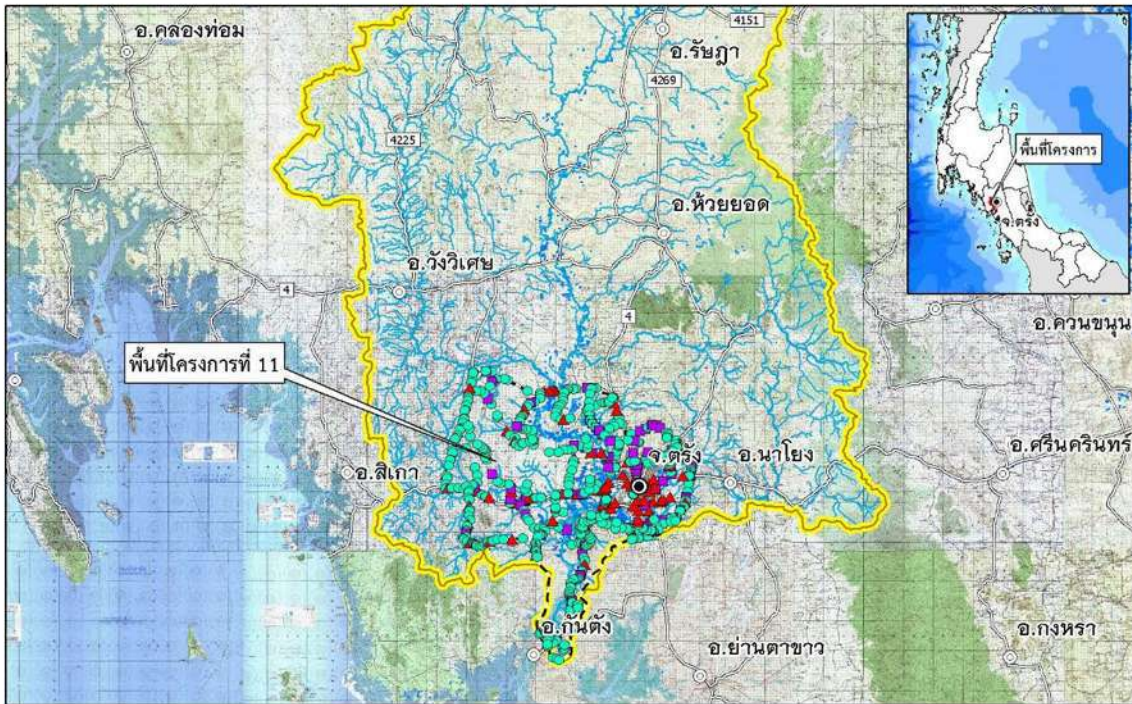 อ.คลองท่อม
4151
อ.รัษฎา
4269
4225
พื้นที่โครงการ
จ.ตรัง
อ.ห้วยยอด
อ.วังวิเศษ
4
4
อ.ควนขนุน
พื้นที่โครงการที่ 11
จ.ตรัง
อ.นาโยง
อ.ศรีนครินทร์
อ.สิเกา
อ.กันตัง
อ.ย่านตาขาว
อ.กงหรา